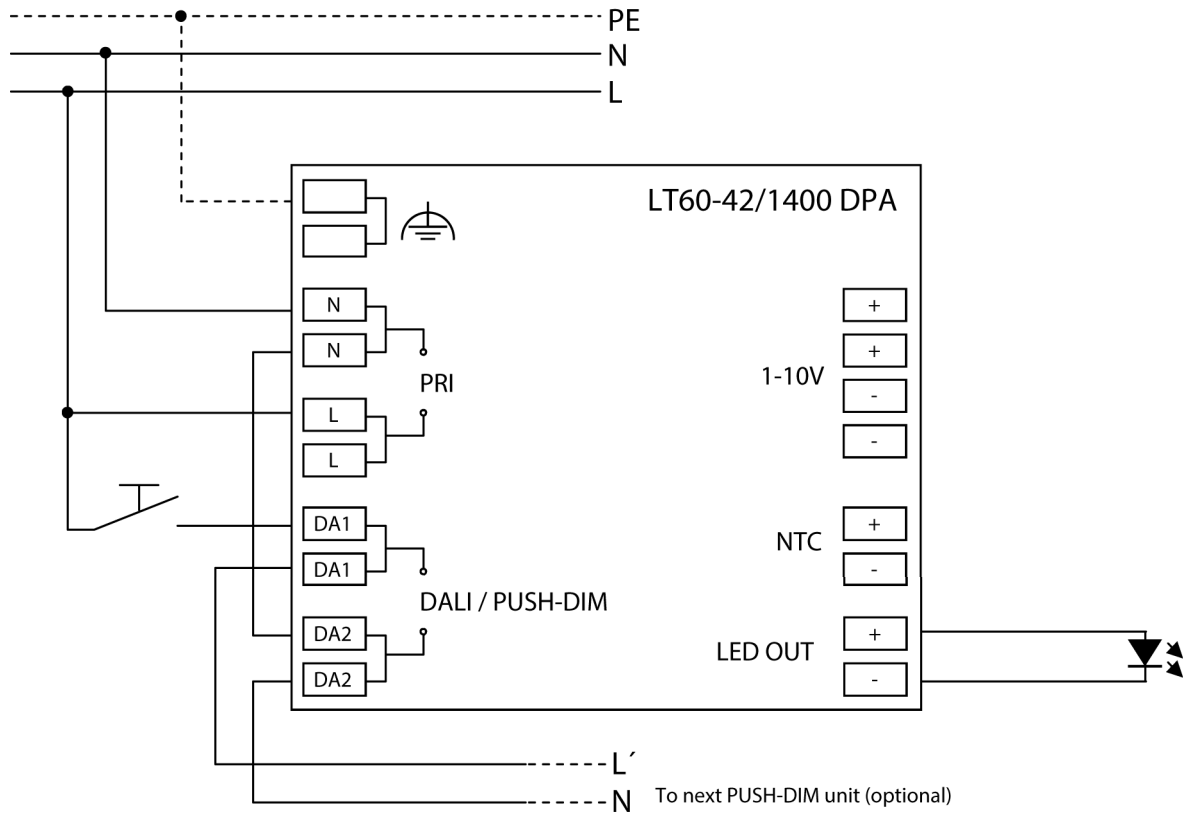 PE
N
L
LT60-42/1400 DPA
N
N
PRI
L
L
DA1
DA1
DALI / PUSH-DIM
DA2
DA2
+
+
1-10V
-
-
NTC
+
-
LED OUT
+
-
L´
N
To next PUSH-DIM unit (optional)